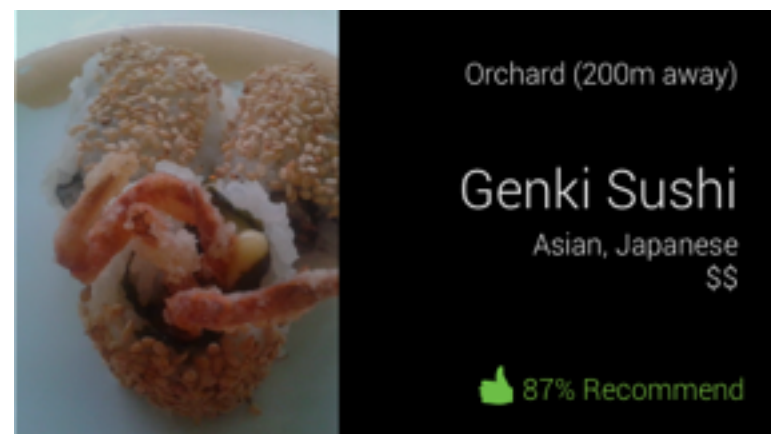 Orchard (200m away)
Genki Sushi
Asian, Japanese
$$
87% Recommend